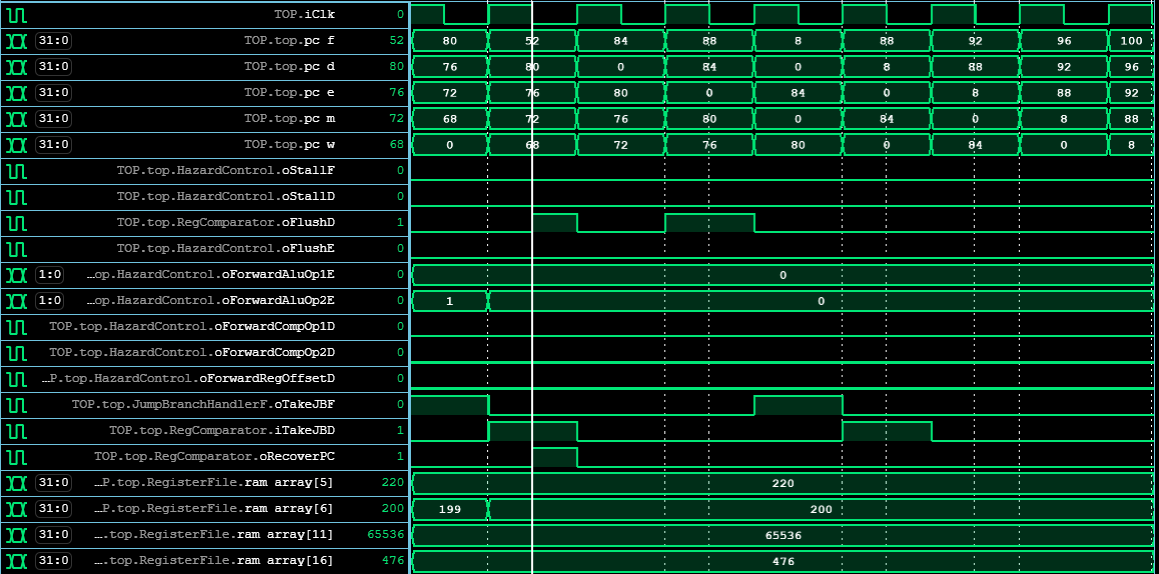 TOP.iClk 0
31:0 TOP.top.pc f 52 80 52 84 88 8 88 92 96 100
31:0 TOP.top.pc d 80 76 80 0 84 0 8 88 92 96
31:0 TOP.top.pc e 76 72 76 80 0 84 0 8 88 92
31:0 TOP.top.pc m 72 68 72 76 80 0 84 0 8 88
31:0 TOP.top.pc w 68 0 68 72 76 80 0 84 0 8
TOP.top.HazardControl.oStallF 0
TOP.top.HazardControl.oStallD 0
TOP.top.RegComparator.oFlushD 1
TOP.top.HazardControl.oFlushE 0
1:0 …op.HazardControl.oForwardAluOp1E 0 0
1:0 …op.HazardControl.oForwardAluOp2E 0 1 0
TOP.top.HazardControl.oForwardCompOp1D 0
TOP.top.HazardControl.oForwardCompOp2D 0
…P.top.HazardControl.oForwardRegOffsetD 0
TOP.top.JumpBranchHandlerF.oTakeJBF 0
TOP.top.RegComparator.iTakeJBD 1
TOP.top.RegComparator.oRecoverPC 1
31:0 …P.top.RegisterFile.ram array[5] 220 220
31:0 …P.top.RegisterFile.ram array[6] 200 199 200
31:0 ….top.RegisterFile.ram array[11] 65536 65536
31:0 ….top.RegisterFile.ram array[16] 476 476